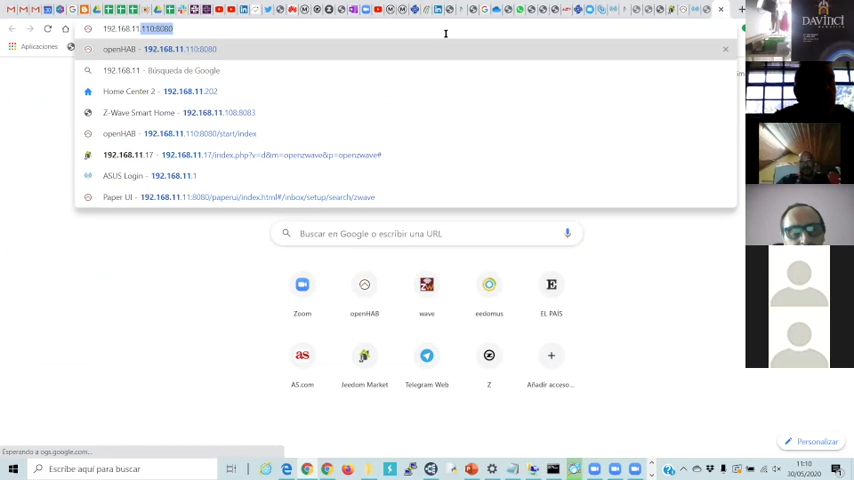 192.168.11.110:8080
Aplicaciones
openHAB - 192.168.11.110:8080
192.168.11 - Búsqueda de Google
Home Center 2 - 192.168.11.202
Z-Wave Smart Home - 192.168.11.108:8083
openHAB - 192.168.11.110:8080/start/index
192.168.11.17 - 192.168.11.17/index.php?v=d&m=openzwave&p=openzwave#
ASUS Login - 192.168.11.1
Paper UI - 192.168.11.11:8080/paperui/index.html#/inbox/setup/search/zwave
DAVINCI
Buscar en Google o escribir una URL
Zoom
openHAB
wave
eedomus
EL PAÍS
as
AS.com
Jeedom Market
Telegram Web
Z
Añadir acceso...
Personalizar
Esperando a ogs.google.com...
Escribe aquí para buscar
11:10
30/05/2020